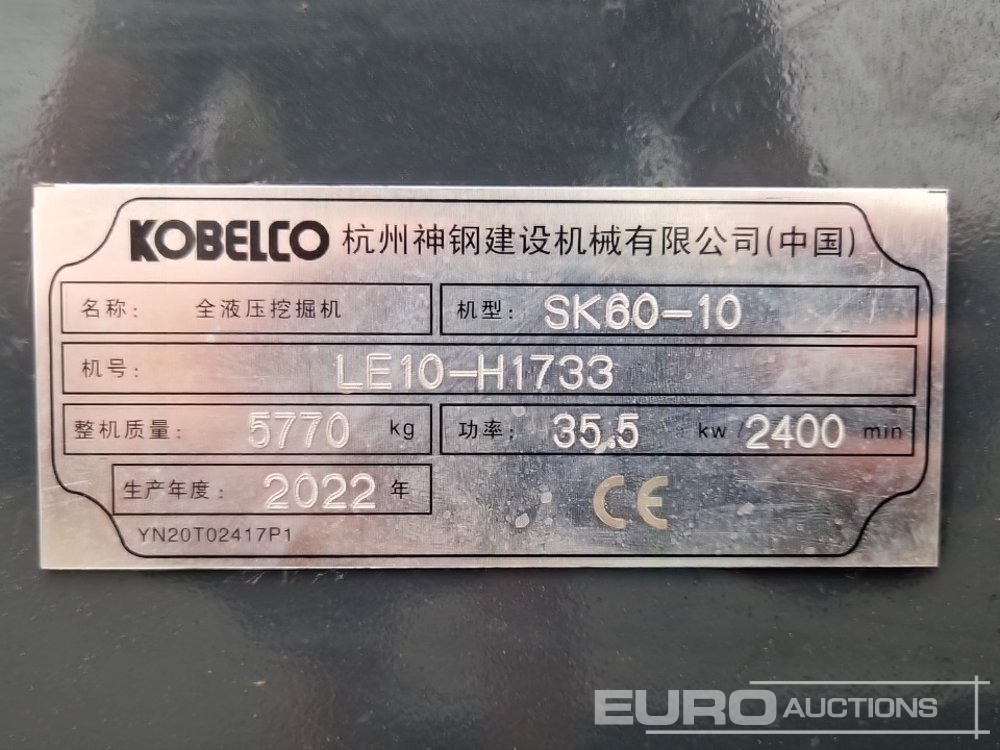 KOBELCO 杭州神钢建设机械有限公司(中国)
名称: 全液压挖掘机 机型: SK60-10
机号: LE10-H1733
整机质量: 5770 kg 功率: 35.5 kw / 2400 min
生产年度: 2022 年 CE
YN20T02417P1
EURO AUCTIONS